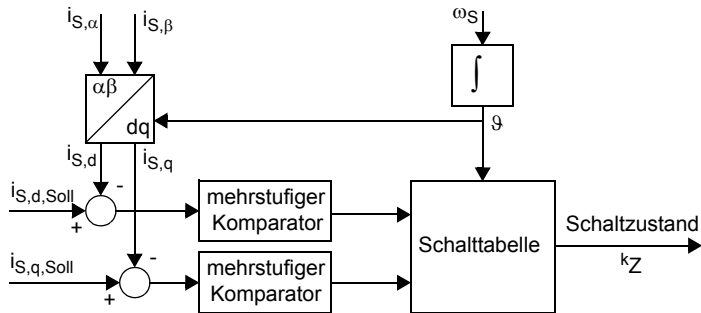 i_S,α
i_S,β
ω_S
αβ
dq
∫
ϑ
i_S,d
i_S,q
i_S,d,Soll
-
+
mehrstufiger
Komparator
Schalttabelle
Schaltzustand
ᵏZ
i_S,q,Soll
-
+
mehrstufiger
Komparator